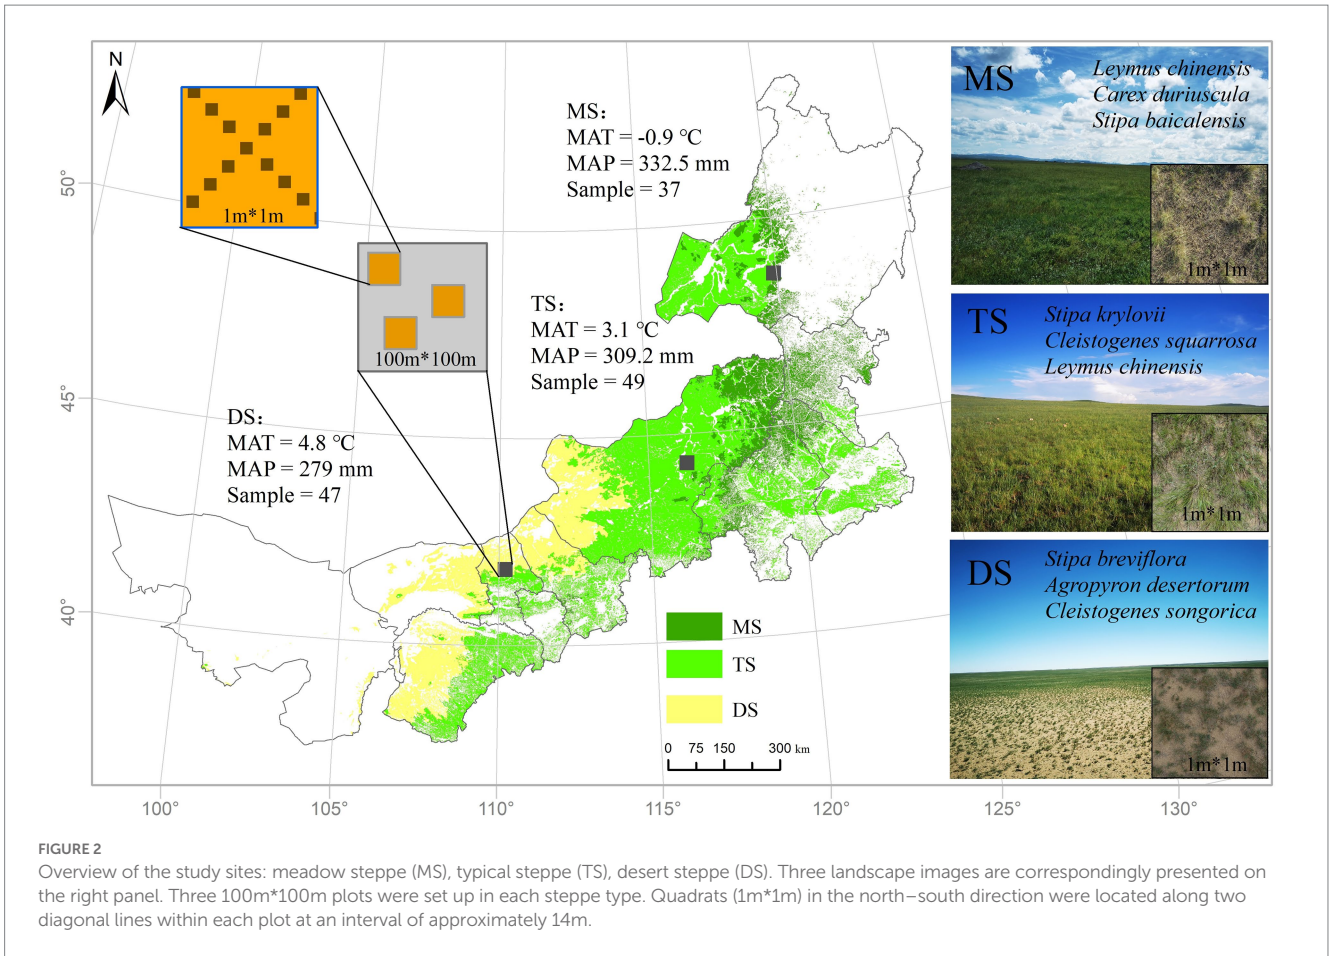 N
1m*1m
100m*100m
MS:
MAT = -0.9 ℃
MAP = 332.5 mm
Sample = 37
TS:
MAT = 3.1 ℃
MAP = 309.2 mm
Sample = 49
DS:
MAT = 4.8 ℃
MAP = 279 mm
Sample = 47
50°
45°
40°
100°
105°
110°
115°
120°
125°
130°
MS
TS
DS
0 75 150 300 km
MS
Leymus chinensis
Carex duriuscula
Stipa baicalensis
1m*1m
TS
Stipa krylovii
Cleistogenes squarrosa
Leymus chinensis
1m*1m
DS
Stipa breviflora
Agropyron desertorum
Cleistogenes songorica
1m*1m
FIGURE 2
Overview of the study sites: meadow steppe (MS), typical steppe (TS), desert steppe (DS). Three landscape images are correspondingly presented on
the right panel. Three 100m*100m plots were set up in each steppe type. Quadrats (1m*1m) in the north–south direction were located along two
diagonal lines within each plot at an interval of approximately 14m.